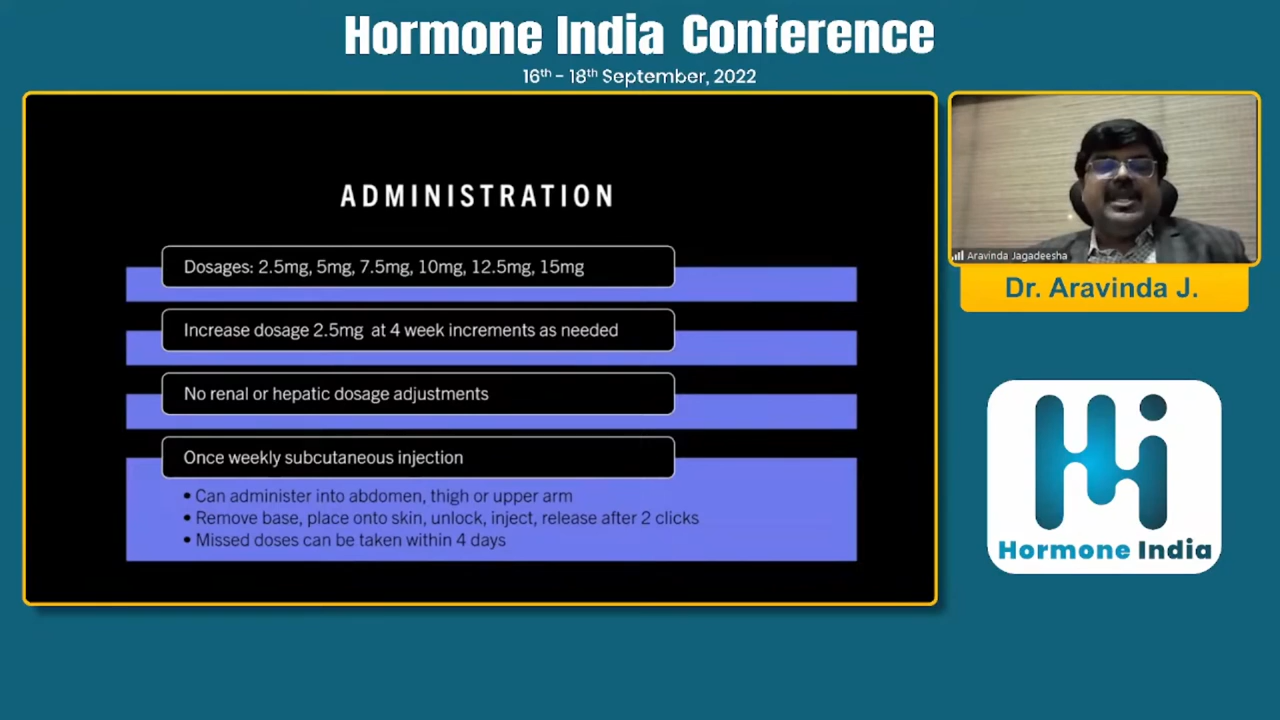 Hormone India Conference
16th - 18th September, 2022
ADMINISTRATION
Dosages: 2.5mg, 5mg, 7.5mg, 10mg, 12.5mg, 15mg
Increase dosage 2.5mg at 4 week increments as needed
No renal or hepatic dosage adjustments
Once weekly subcutaneous injection
• Can administer into abdomen, thigh or upper arm
• Remove base, place onto skin, unlock, inject, release after 2 clicks
• Missed doses can be taken within 4 days
Aravinda Jagadeesha
Dr. Aravinda J.
Hi
Hormone India